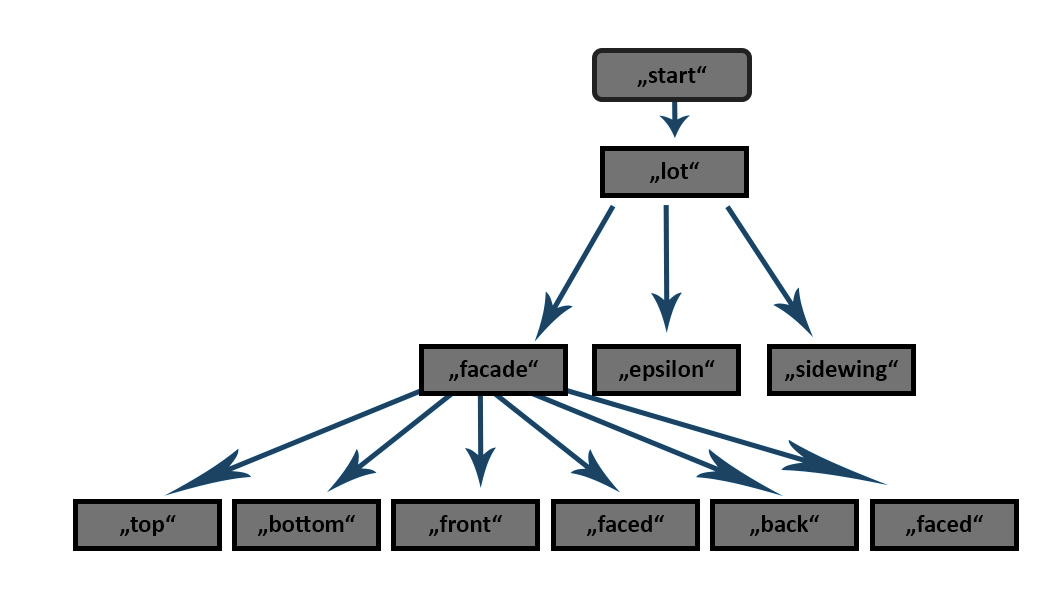 „start“
„lot“
„facade“ „epsilon“ „sidewing“
„top“ „bottom“ „front“ „faced“ „back“ „faced“